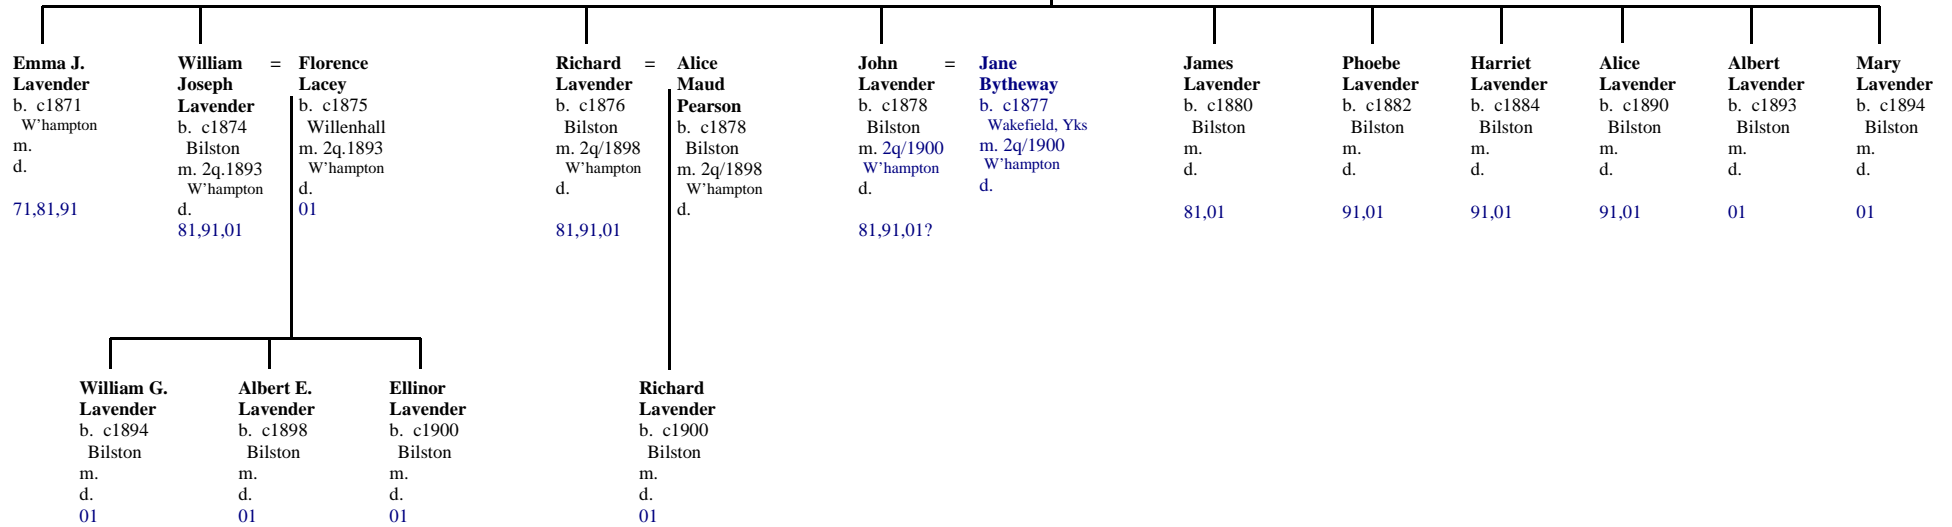 Emma J.
Lavender
b. c1871
W'hampton
m.
d.
71,81,91
William =
Joseph
Lavender
b. c1874
Bilston
m. 2q.1893
W'hampton
d.
81,91,01
Florence
Lacey
b. c1875
Willenhall
m. 2q.1893
W'hampton
d.
01
Richard =
Lavender
b. c1876
Bilston
m. 2q/1898
W'hampton
d.
81,91,01
Alice
Maud
Pearson
b. c1878
Bilston
m. 2q/1898
W'hampton
d.
John =
Lavender
b. c1878
Bilston
m. 2q/1900
W'hampton
d.
81,91,01?
Jane
Bytheway
b. c1877
Wakefield, Yks
m. 2q/1900
W'hampton
d.
James
Lavender
b. c1880
Bilston
m.
d.
81,01
Phoebe
Lavender
b. c1882
Bilston
m.
d.
91,01
Harriet
Lavender
b. c1884
Bilston
m.
d.
91,01
Alice
Lavender
b. c1890
Bilston
m.
d.
91,01
Albert
Lavender
b. c1893
Bilston
m.
d.
01
Mary
Lavender
b. c1894
Bilston
m.
d.
01
William G.
Lavender
b. c1894
Bilston
m.
d.
01
Albert E.
Lavender
b. c1898
Bilston
m.
d.
01
Ellinor
Lavender
b. c1900
Bilston
m.
d.
01
Richard
Lavender
b. c1900
Bilston
m.
d.
01